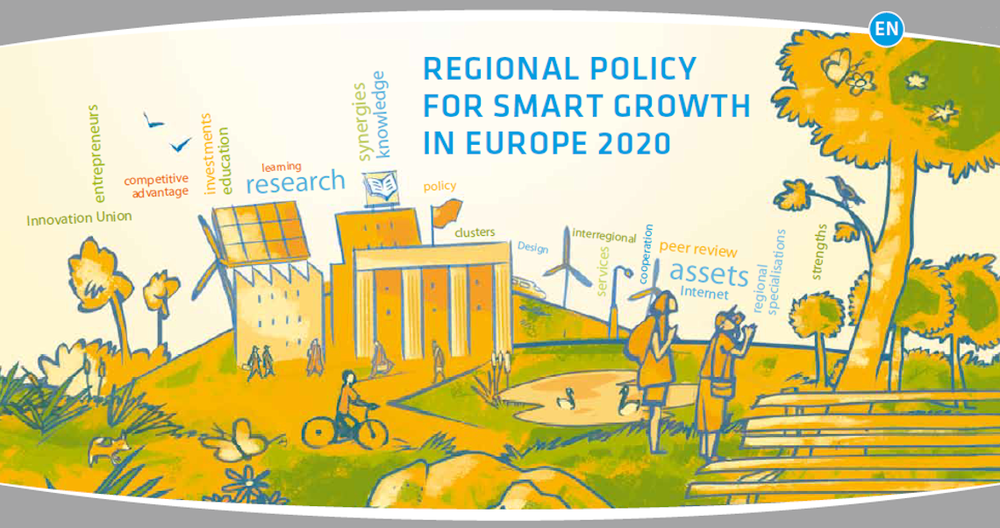 EN
REGIONAL POLICY
FOR SMART GROWTH
IN EUROPE 2020
entrepreneurs
competitive
advantage
Innovation Union
investments
education
learning
research
synergies
knowledge
policy
clusters
Design
interregional
services
cooperation
peer review
assets
Internet
regional
specialisations
strengths